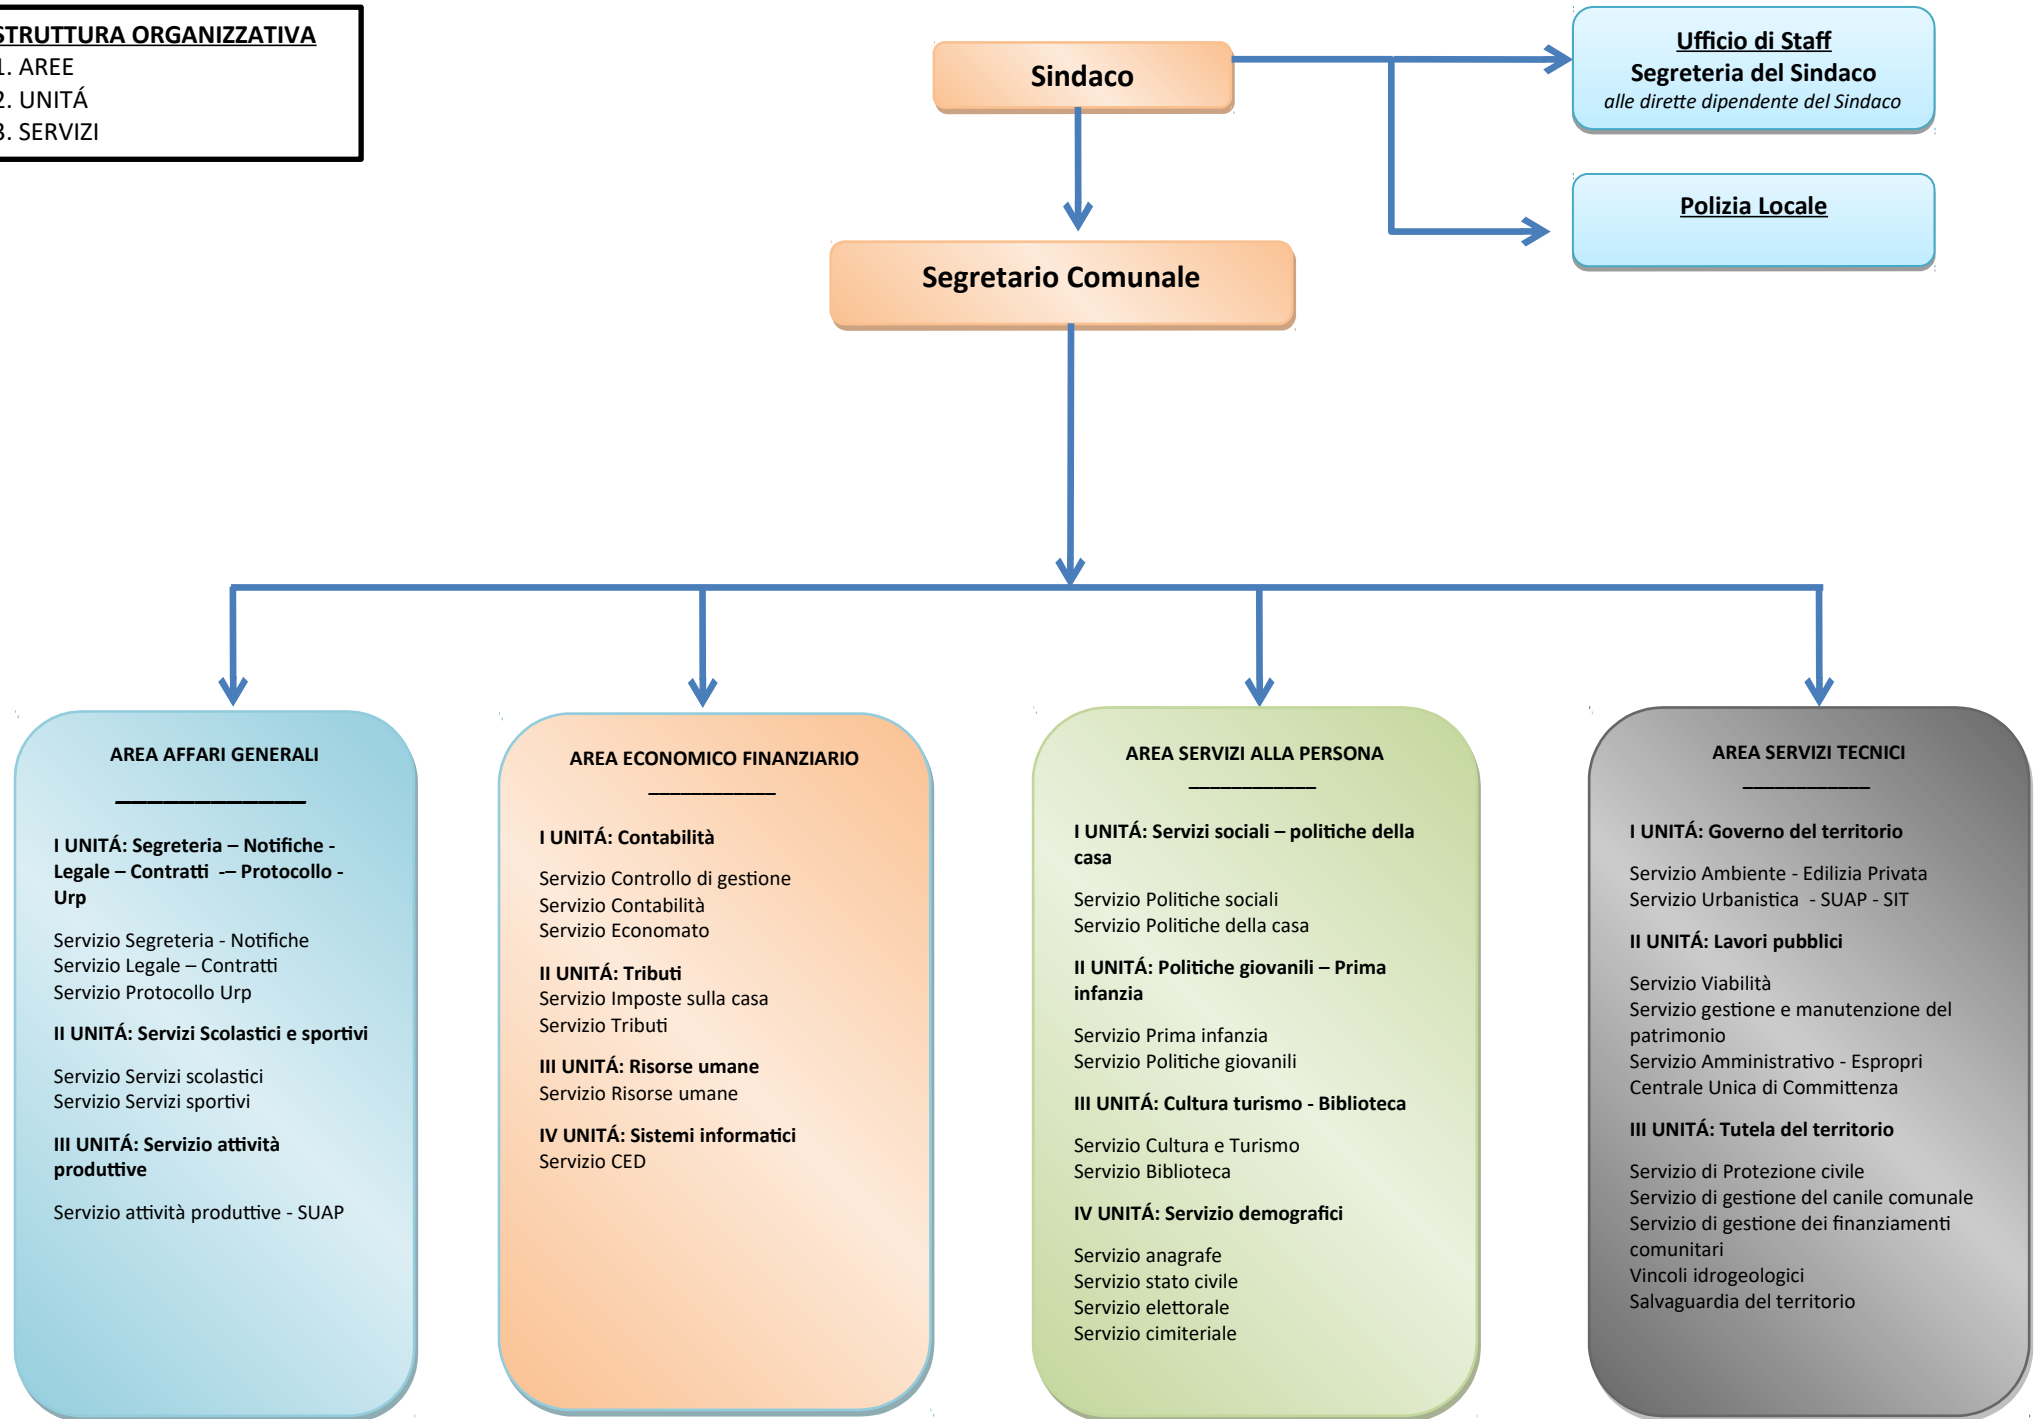 STRUTTURA ORGANIZZATIVA
1. AREE
2. UNITÁ
3. SERVIZI
Sindaco
Ufficio di Staff
Segreteria del Sindaco
alle dirette dipendente del Sindaco
Polizia Locale
Segretario Comunale
AREA AFFARI GENERALI
I UNITÁ: Segreteria – Notifiche -
Legale – Contratti -– Protocollo -
Urp
Servizio Segreteria - Notifiche
Servizio Legale – Contratti
Servizio Protocollo Urp
II UNITÁ: Servizi Scolastici e sportivi
Servizio Servizi scolastici
Servizio Servizi sportivi
III UNITÁ: Servizio attività
produttive
Servizio attività produttive - SUAP
AREA ECONOMICO FINANZIARIO
I UNITÁ: Contabilità
Servizio Controllo di gestione
Servizio Contabilità
Servizio Economato
II UNITÁ: Tributi
Servizio Imposte sulla casa
Servizio Tributi
III UNITÁ: Risorse umane
Servizio Risorse umane
IV UNITÁ: Sistemi informatici
Servizio CED
AREA SERVIZI ALLA PERSONA
I UNITÁ: Servizi sociali – politiche della
casa
Servizio Politiche sociali
Servizio Politiche della casa
II UNITÁ: Politiche giovanili – Prima
infanzia
Servizio Prima infanzia
Servizio Politiche giovanili
III UNITÁ: Cultura turismo - Biblioteca
Servizio Cultura e Turismo
Servizio Biblioteca
IV UNITÁ: Servizio demografici
Servizio anagrafe
Servizio stato civile
Servizio elettorale
Servizio cimiteriale
AREA SERVIZI TECNICI
I UNITÁ: Governo del territorio
Servizio Ambiente - Edilizia Privata
Servizio Urbanistica - SUAP - SIT
II UNITÁ: Lavori pubblici
Servizio Viabilità
Servizio gestione e manutenzione del
patrimonio
Servizio Amministrativo - Espropri
Centrale Unica di Committenza
III UNITÁ: Tutela del territorio
Servizio di Protezione civile
Servizio di gestione del canile comunale
Servizio di gestione dei finanziamenti
comunitari
Vincoli idrogeologici
Salvaguardia del territorio